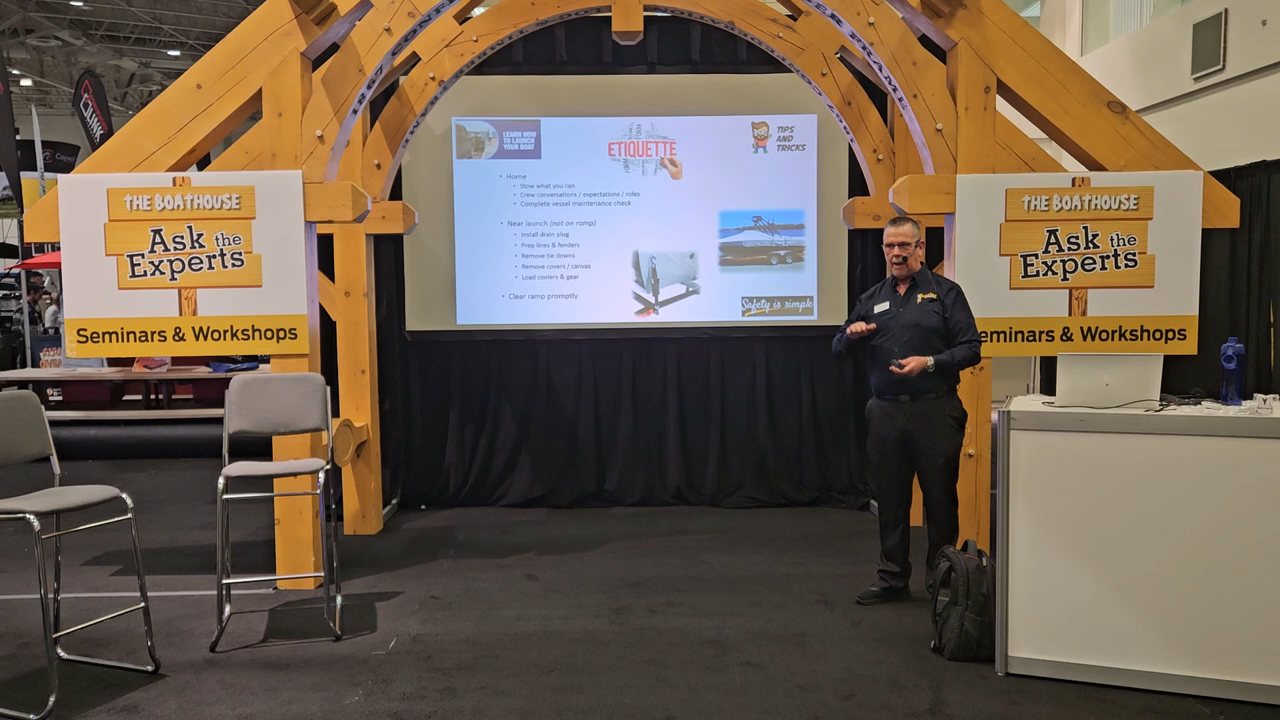 THE BOATHOUSE
Ask the
Experts
Seminars & Workshops
LEARN HOW
TO LAUNCH
YOUR BOAT
ETIQUETTE
TIPS
AND
TRICKS
• Home
• Stow what you can
• Crew conversations / expectations / roles
• Complete vessel maintenance check
• Near launch (not on ramp)
• Install drain plug
• Prep lines & fenders
• Remove tie downs
• Remove covers / canvas
• Load coolers & gear
• Clear ramp promptly
Safety is simple
THE BOATHOUSE
Ask the
Experts
eminars & Workshops